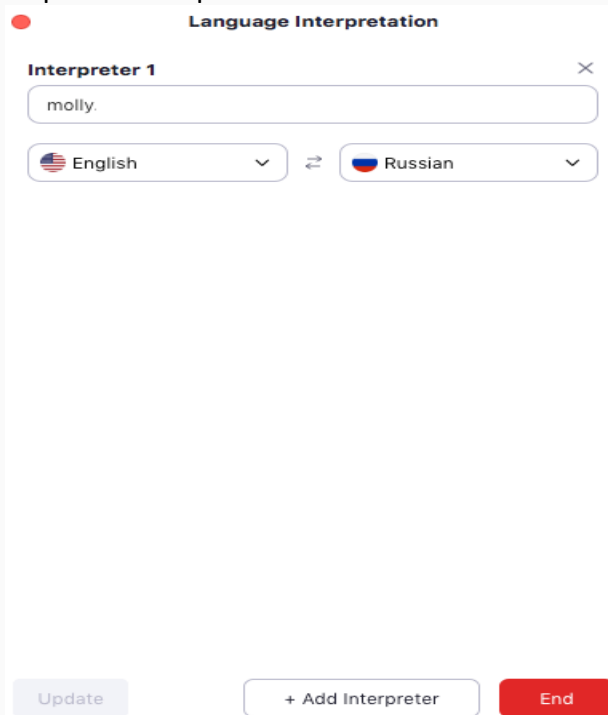 Language Interpretation
Interpreter 1
molly.
English Russian
Update + Add Interpreter End